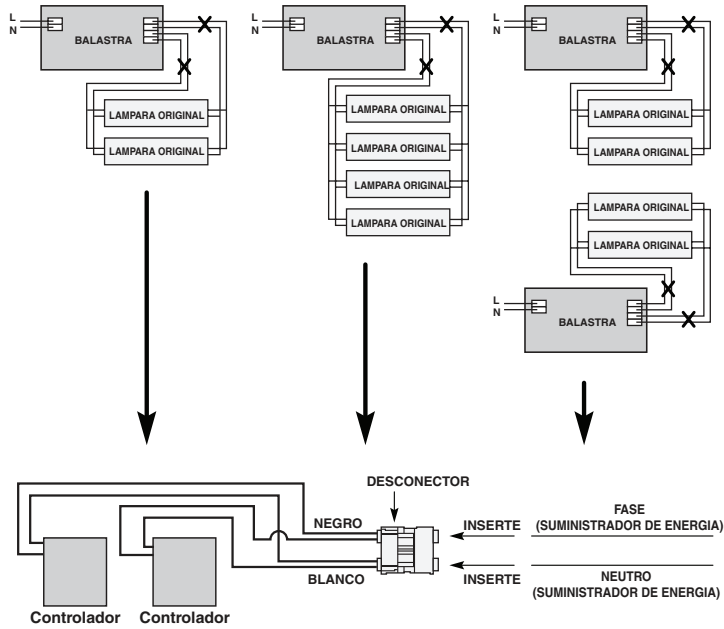 L
N
BALASTRA
LAMPARA ORIGINAL
LAMPARA ORIGINAL
L
N
BALASTRA
LAMPARA ORIGINAL
LAMPARA ORIGINAL
LAMPARA ORIGINAL
LAMPARA ORIGINAL
L
N
BALASTRA
LAMPARA ORIGINAL
LAMPARA ORIGINAL
LAMPARA ORIGINAL
LAMPARA ORIGINAL
L
N
BALASTRA
DESCONECTOR
NEGRO
INSERTE
FASE
(SUMINISTRADOR DE ENERGIA)
BLANCO
INSERTE
NEUTRO
(SUMINISTRADOR DE ENERGIA)
Controlador
Controlador